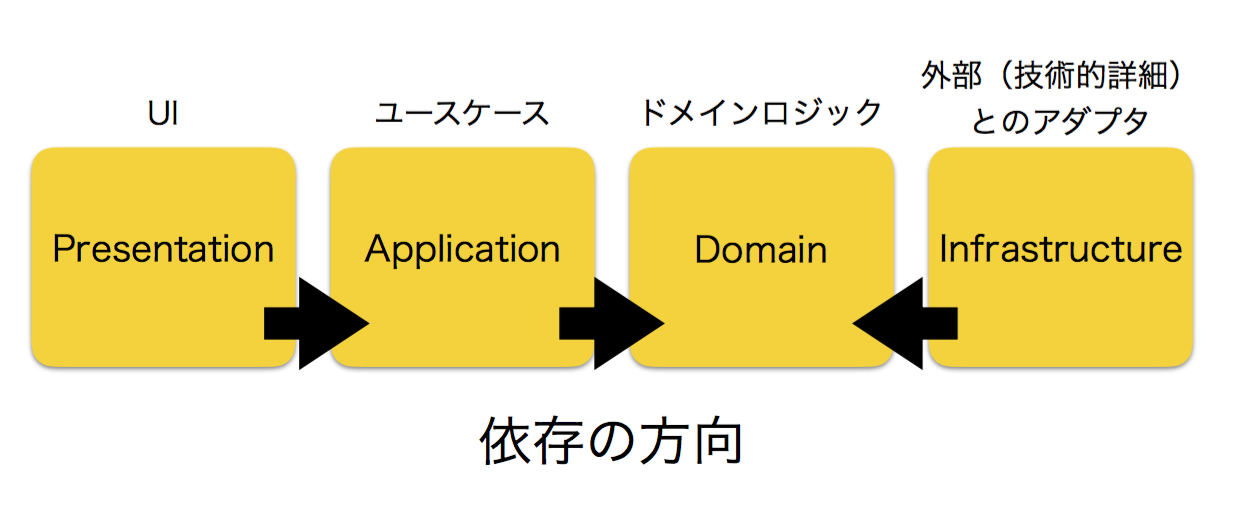 UI
ユースケース
ドメインロジック
外部（技術的詳細）
とのアダプタ
Presentation
Application
Domain
Infrastructure
依存の方向